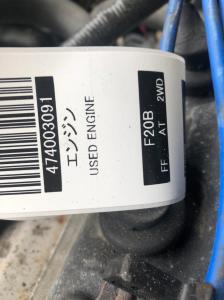 474003091
エンジン
USED ENGINE
F20B
FF AT 2WD